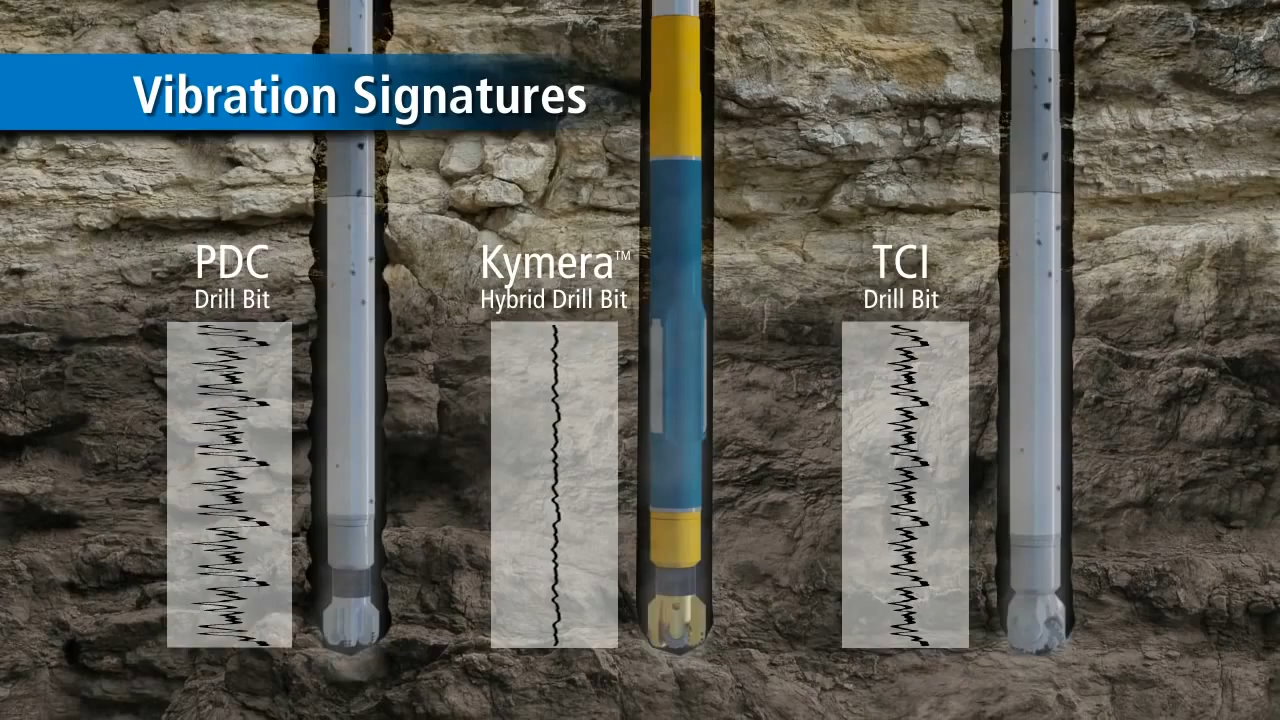 Vibration Signatures
PDC
Drill Bit
Kymera™
Hybrid Drill Bit
TCI
Drill Bit